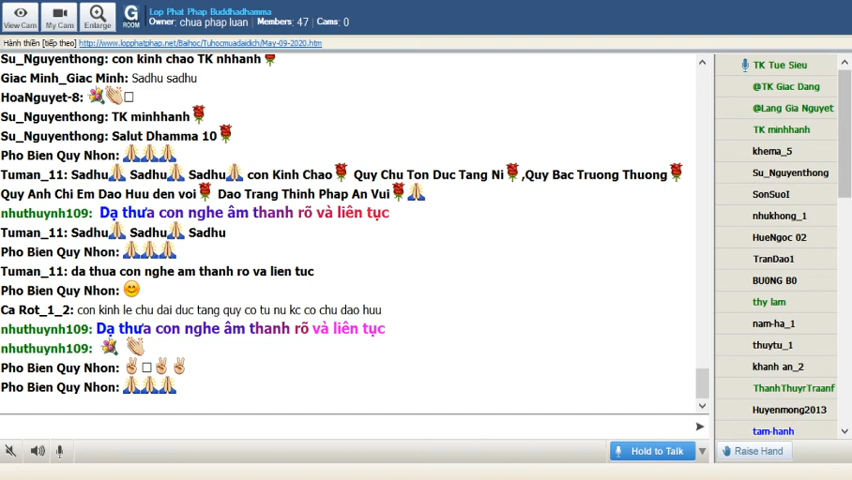 View Cam
My Cam
Enlarge
G
ROOM
Lop Phat Phap Buddhadhamma
Owner: chua phap luan Members: 47 Cams: 0
Hành thiền [tiếp theo] http://www.lopphatphap.net/Baihoc/Tuhocmuadaidich/May-09-2020.htm
Su_Nguyenthong: con kinh chao TK nhhanh
Giac Minh_Giac Minh: Sadhu sadhu
HoaNguyet-8:
Su_Nguyenthong: TK minhhanh
Su_Nguyenthong: Salut Dhamma 10
Pho Bien Quy Nhon:
Tuman_11: Sadhu Sadhu Sadhu con Kinh Chao Quy Chu Ton Duc Tang Ni ,Quy Bac Truong Thuong
Quy Anh Chi Em Dao Huu den voi Dao Trang Thinh Phap An Vui
nhuthuynh109: Dạ thưa con nghe âm thanh rõ và liên tục
Tuman_11: Sadhu Sadhu Sadhu
Pho Bien Quy Nhon:
Tuman_11: da thua con nghe am thanh ro va lien tuc
Pho Bien Quy Nhon:
Ca Rot_1_2: con kinh le chu dai duc tang quy co tu nu kc co chu dao huu
nhuthuynh109: Dạ thưa con nghe âm thanh rõ và liên tục
nhuthuynh109:
Pho Bien Quy Nhon:
Pho Bien Quy Nhon:
Hold to Talk
TK Tue Sieu
@TK Giac Dang
@Lang Gia Nguyet
TK minhhanh
khema_5
Su_Nguyenthong
SonSuoI
nhukhong_1
HueNgoc 02
TranDao1
BU0NG B0
thy lam
nam-ha_1
thuytu_1
khanh an_2
ThanhThuyrTraanf
Huyenmong2013
tam-hanh
Raise Hand